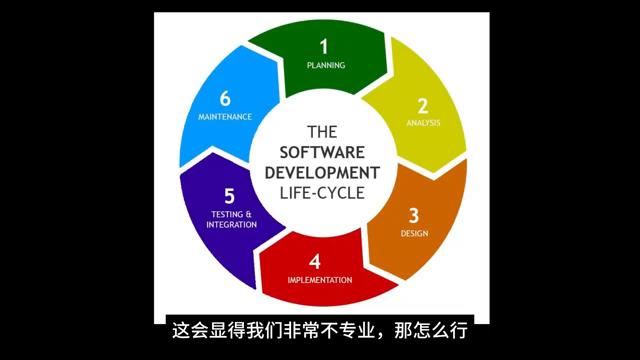 1
PLANNING
2
ANALYSIS
3
DESIGN
4
IMPLEMENTATION
5
TESTING &
INTEGRATION
6
MAINTENANCE
THE
SOFTWARE
DEVELOPMENT
LIFE-CYCLE
这会显得我们非常不专业，那怎么行